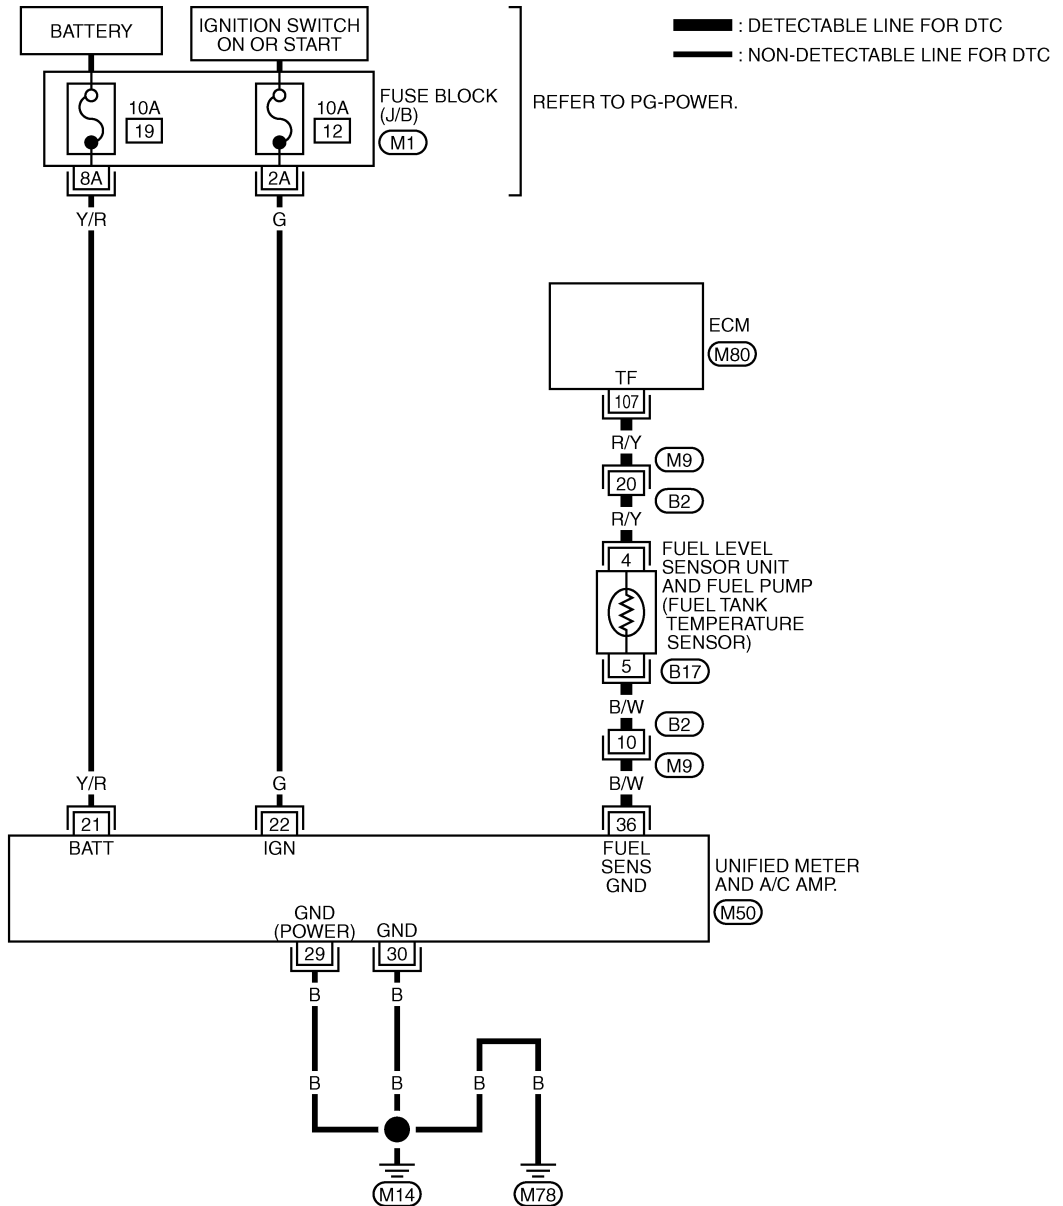 BATTERY
IGNITION SWITCH
ON OR START
: DETECTABLE LINE FOR DTC
: NON-DETECTABLE LINE FOR DTC
10A
19
10A
12
FUSE BLOCK
(J/B)
M1
REFER TO PG-POWER.
8A
2A
Y/R
G
ECM
M80
TF
107
R/Y
M9
20
B2
R/Y
4
FUEL LEVEL
SENSOR UNIT
AND FUEL PUMP
(FUEL TANK
TEMPERATURE
SENSOR)
5
B17
B/W
B2
10
M9
Y/R
G
B/W
21
22
36
BATT
IGN
FUEL
SENS
GND
UNIFIED METER
AND A/C AMP.
M50
GND
(POWER)
GND
29
30
B
B
B
B
B
B
M14
M78